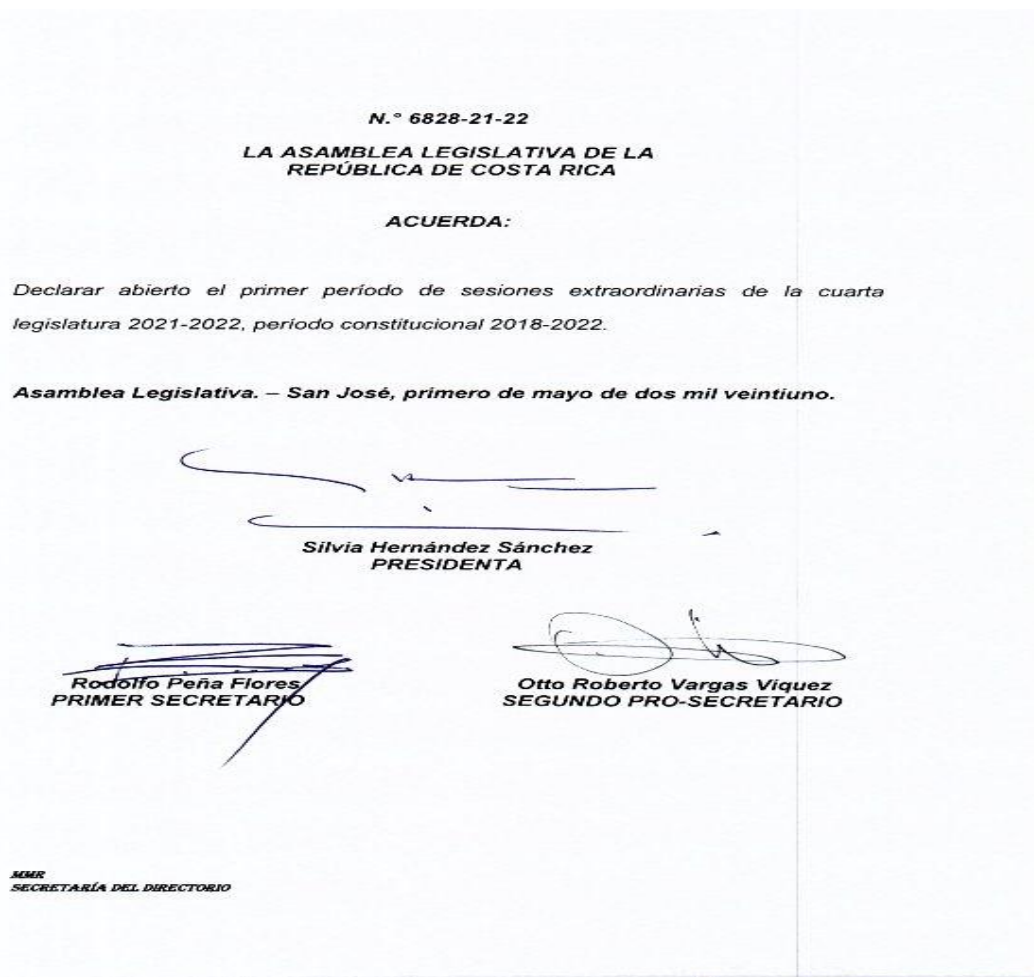 N.° 6828-21-22
LA ASAMBLEA LEGISLATIVA DE LA
REPÚBLICA DE COSTA RICA
ACUERDA:
Declarar abierto el primer período de sesiones extraordinarias de la cuarta
legislatura 2021-2022, período constitucional 2018-2022.
Asamblea Legislativa. – San José, primero de mayo de dos mil veintiuno.
Silvia Hernández Sánchez
PRESIDENTA
Rodolfo Peña Flores
PRIMER SECRETARIO
Otto Roberto Vargas Víquez
SEGUNDO PRO-SECRETARIO
MMR
SECRETARÍA DEL DIRECTORIO